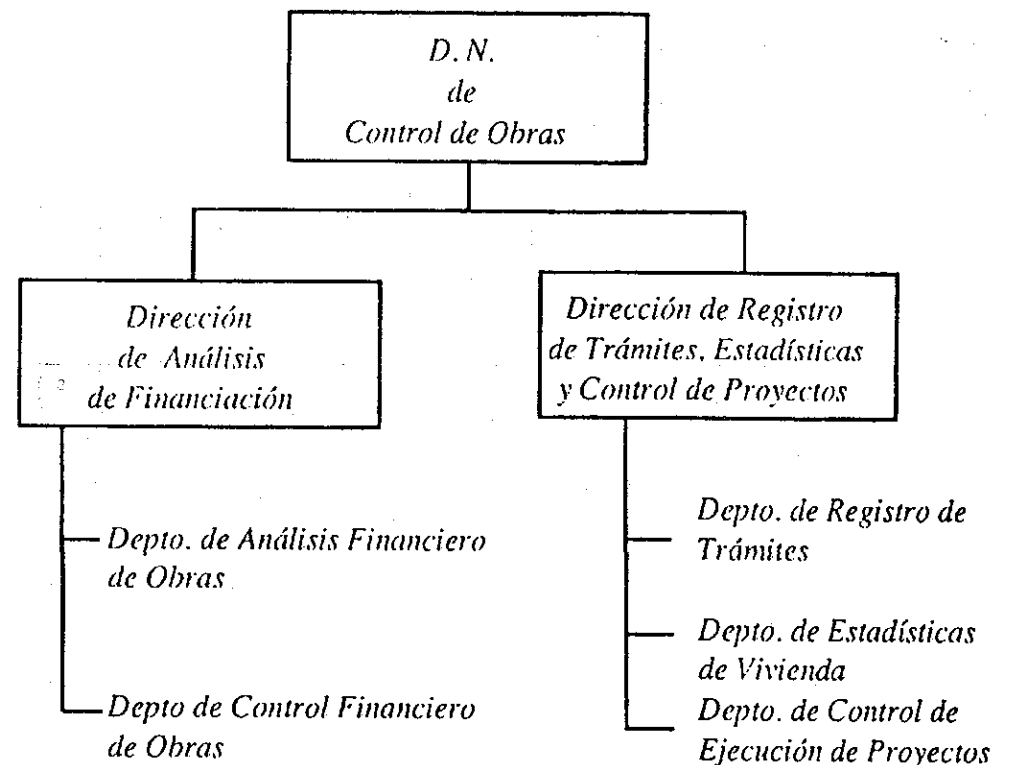 D. N.
de
Control de Obras
Dirección
de Análisis
de Financiación
Dirección de Registro
de Trámites, Estadísticas
y Control de Proyectos
Depto. de Análisis Financiero
de Obras
Depto de Control Financiero
de Obras
Depto. de Registro de
Trámites
Depto. de Estadísticas
de Vivienda
Depto. de Control de
Ejecución de Proyectos